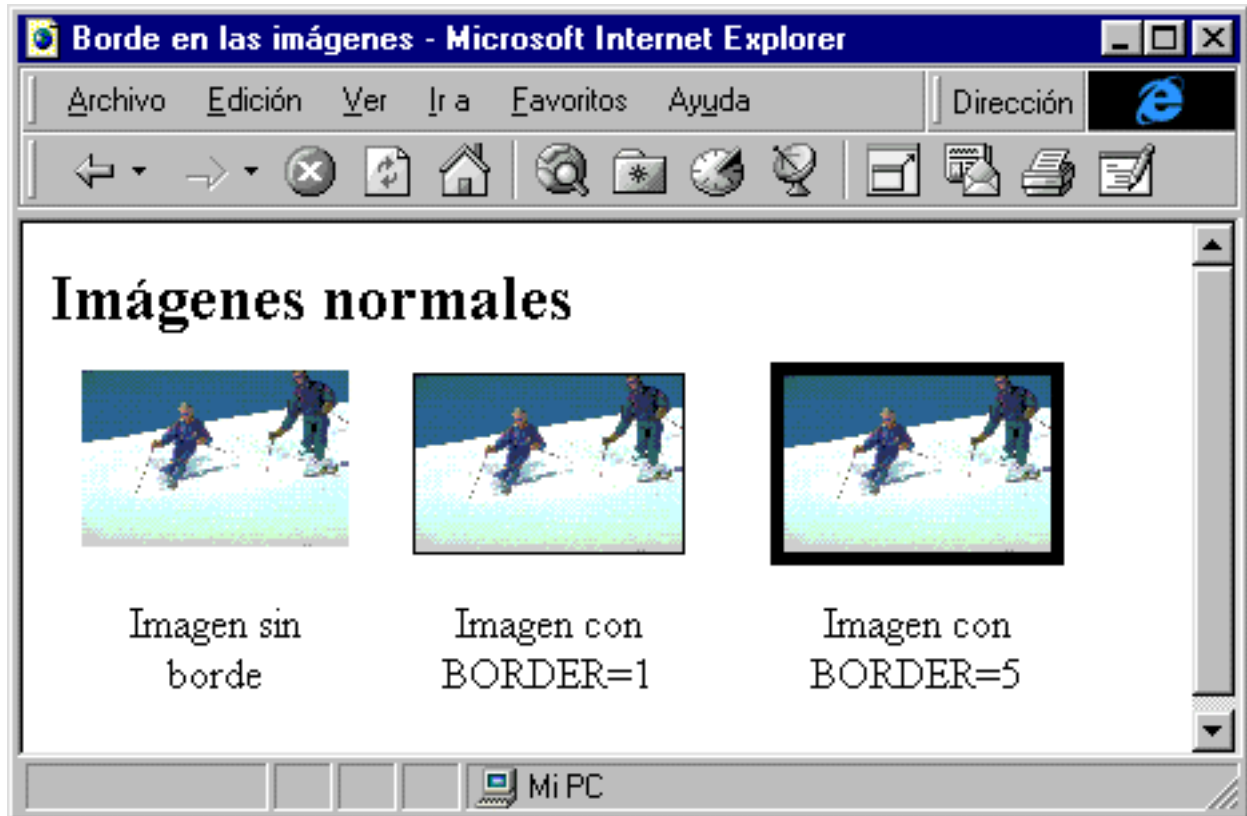 Borde en las imágenes - Microsoft Internet Explorer
Archivo Edición Ver Ir a Favoritos Ayuda Dirección
Imágenes normales
Imagen sin
borde
Imagen con
BORDER=1
Imagen con
BORDER=5
Mi PC